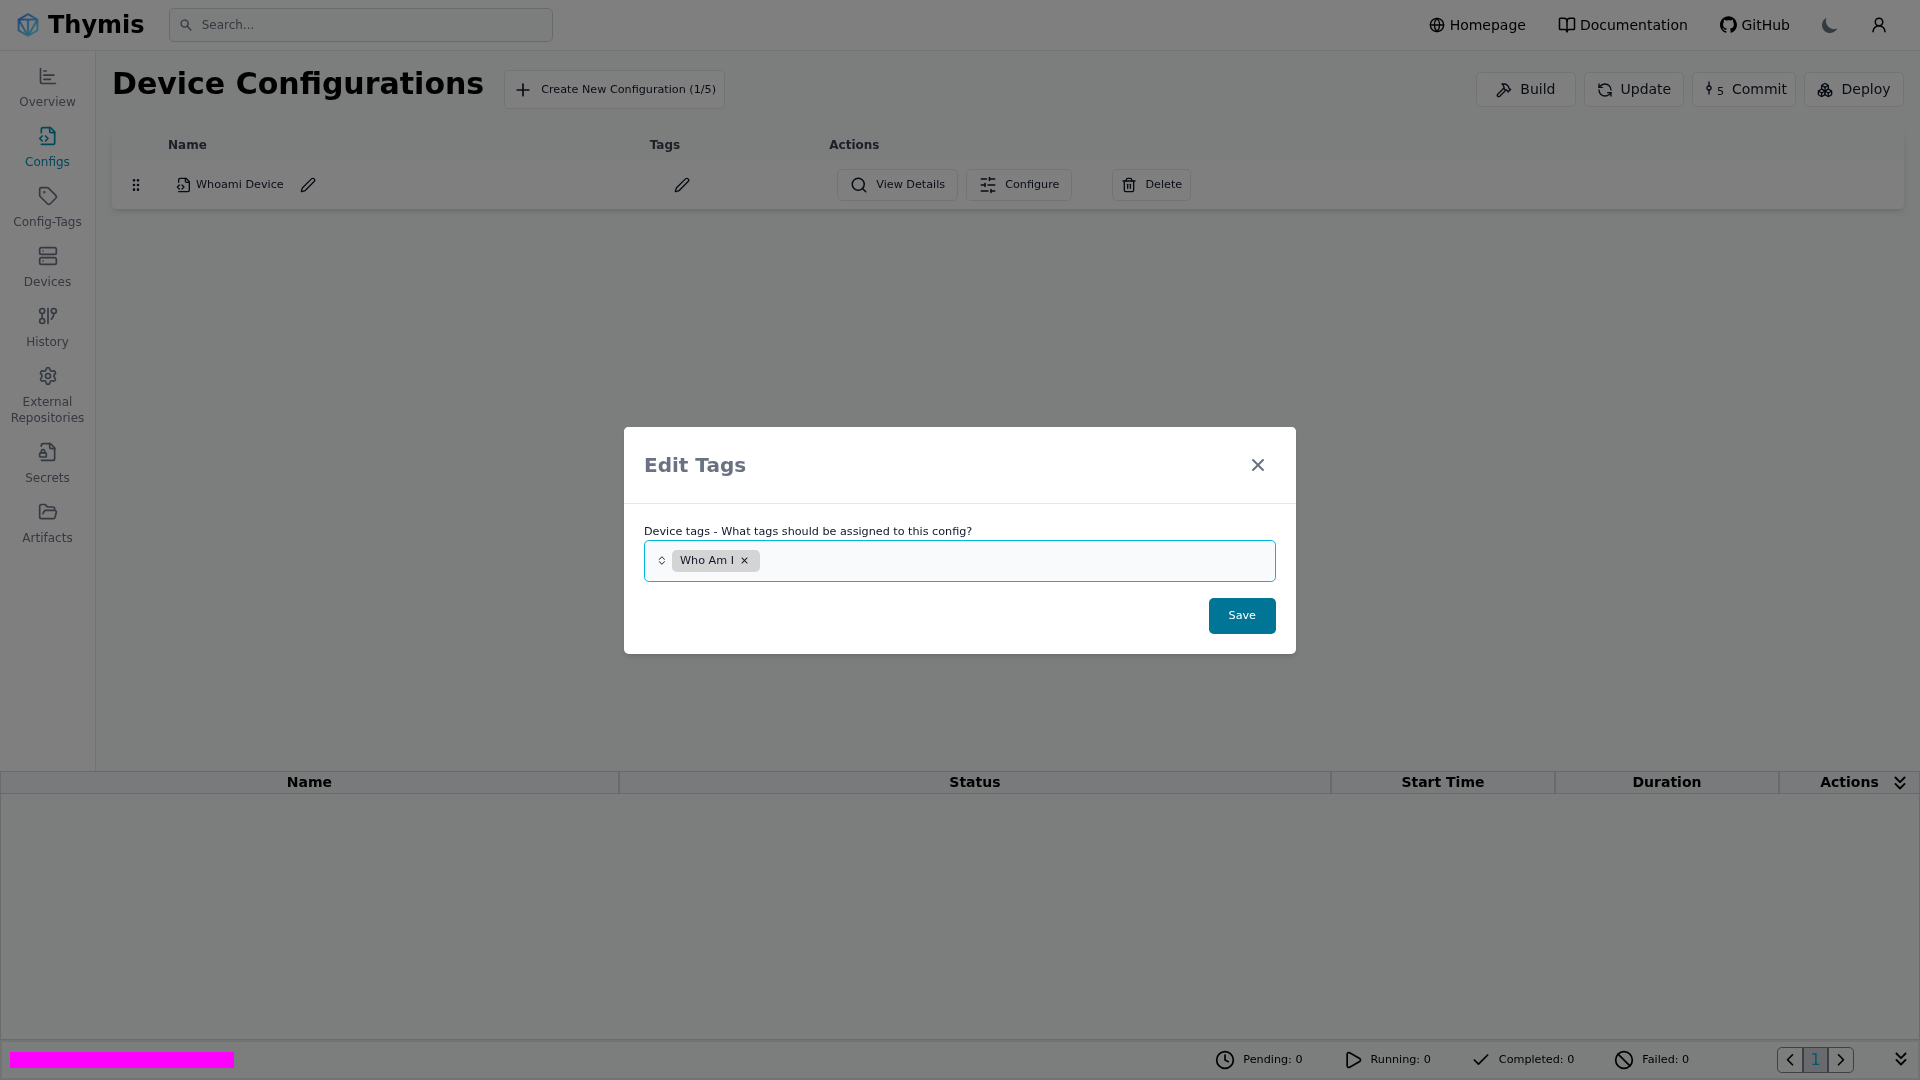 Thymis
Search...
Homepage
Documentation
GitHub
Overview
Configs
Config-Tags
Devices
History
External
Repositories
Secrets
Artifacts
Device Configurations
Create New Configuration (1/5)
Build
Update
5 Commit
Deploy
Name Tags Actions
Whoami Device
View Details
Configure
Delete
Edit Tags
Device tags - What tags should be assigned to this config?
Who Am I
Save
Name Status Start Time Duration Actions
Pending: 0
Running: 0
Completed: 0
Failed: 0
1